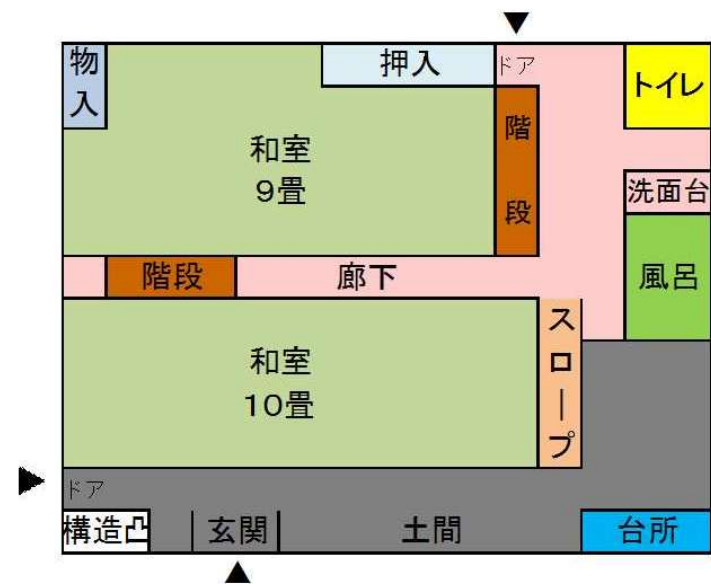 物入
押入
ドア
トイレ
階段
和室
9畳
洗面台
階段
廊下
風呂
和室
10畳
スロープ
ドア
構造凸
玄関
土間
台所